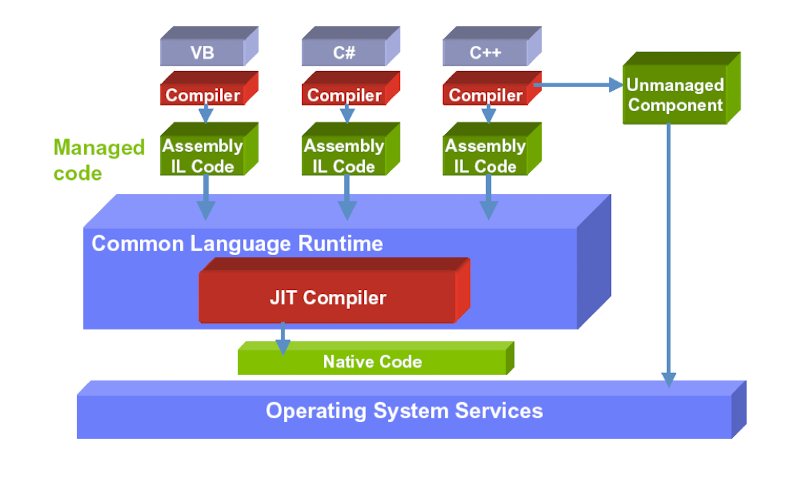 VB
C#
C++
Compiler
Compiler
Compiler
Unmanaged
Component
Managed
code
Assembly
IL Code
Assembly
IL Code
Assembly
IL Code
Common Language Runtime
JIT Compiler
Native Code
Operating System Services